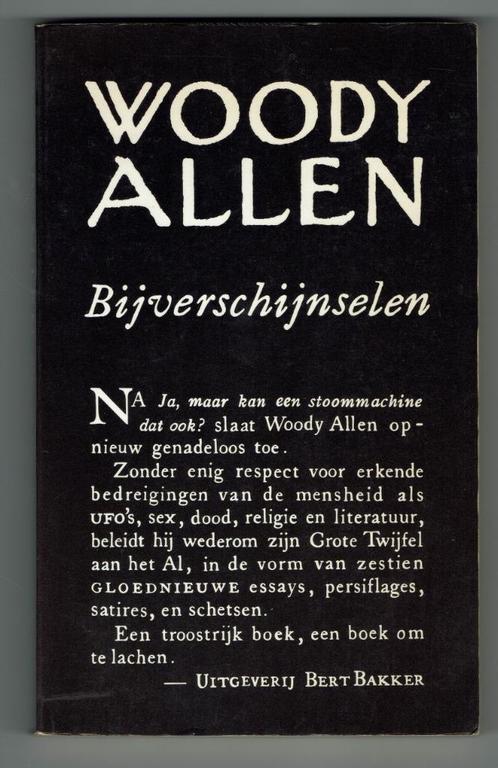 WOODY
ALLEN
Bijverschijnselen
NA Ja, maar kan een stoommachine
dat ook? slaat Woody Allen op-
nieuw genadeloos toe.
Zonder enig respect voor erkende
bedreigingen van de mensheid als
UFO's, sex, dood, religie en literatuur,
beleidt hij wederom zijn Grote Twijfel
aan het Al, in de vorm van zestien
GLOEDNIEUWE essays, persiflages,
satires, en schetsen.
Een troostrijk boek, een boek om
te lachen.
— UITGEVERIJ BERT BAKKER